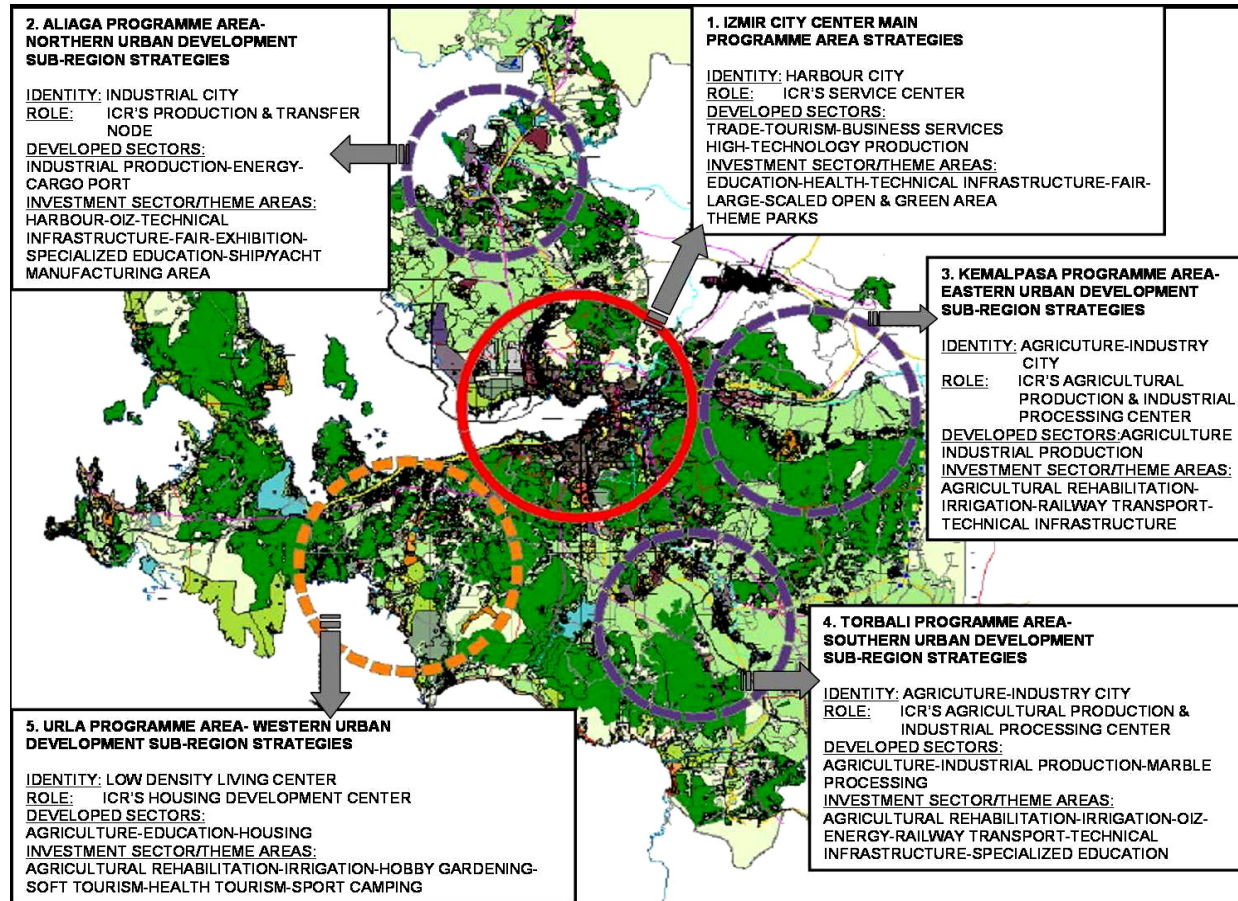 2. ALIAGA PROGRAMME AREA-
NORTHERN URBAN DEVELOPMENT
SUB-REGION STRATEGIES
IDENTITY: INDUSTRIAL CITY
ROLE: ICR'S PRODUCTION & TRANSFER
NODE
DEVELOPED SECTORS:
INDUSTRIAL PRODUCTION-ENERGY-
CARGO PORT
INVESTMENT SECTOR/THEME AREAS:
HARBOUR-OIZ-TECHNICAL
INFRASTRUCTURE-FAIR-EXHIBITION-
SPECIALIZED EDUCATION-SHIP/YACHT
MANUFACTURING AREA
1. IZMIR CITY CENTER MAIN
PROGRAMME AREA STRATEGIES
IDENTITY: HARBOUR CITY
ROLE: ICR'S SERVICE CENTER
DEVELOPED SECTORS:
TRADE-TOURISM-BUSINESS SERVICES
HIGH-TECHNOLOGY PRODUCTION
INVESTMENT SECTOR/THEME AREAS:
EDUCATION-HEALTH-TECHNICAL INFRASTRUCTURE-FAIR-
LARGE-SCALED OPEN & GREEN AREA
THEME PARKS
3. KEMALPASA PROGRAMME AREA-
EASTERN URBAN DEVELOPMENT
SUB-REGION STRATEGIES
IDENTITY: AGRICUTURE-INDUSTRY
CITY
ROLE: ICR'S AGRICULTURAL
PRODUCTION & INDUSTRIAL
PROCESSING CENTER
DEVELOPED SECTORS:AGRICULTURE
INDUSTRIAL PRODUCTION
INVESTMENT SECTOR/THEME AREAS:
AGRICULTURAL REHABILITATION-
IRRIGATION-RAILWAY TRANSPORT-
TECHNICAL INFRASTRUCTURE
4. TORBALI PROGRAMME AREA-
SOUTHERN URBAN DEVELOPMENT
SUB-REGION STRATEGIES
IDENTITY: AGRICUTURE-INDUSTRY CITY
ROLE: ICR'S AGRICULTURAL PRODUCTION &
INDUSTRIAL PROCESSING CENTER
DEVELOPED SECTORS:
AGRICULTURE-INDUSTRIAL PRODUCTION-MARBLE
PROCESSING
INVESTMENT SECTOR/THEME AREAS:
AGRICULTURAL REHABILITATION-IRRIGATION-OIZ-
ENERGY-RAILWAY TRANSPORT-TECHNICAL
INFRASTRUCTURE-SPECIALIZED EDUCATION
5. URLA PROGRAMME AREA- WESTERN URBAN
DEVELOPMENT SUB-REGION STRATEGIES
IDENTITY: LOW DENSITY LIVING CENTER
ROLE: ICR'S HOUSING DEVELOPMENT CENTER
DEVELOPED SECTORS:
AGRICULTURE-EDUCATION-HOUSING
INVESTMENT SECTOR/THEME AREAS:
AGRICULTURAL REHABILITATION-IRRIGATION-HOBBY GARDENING-
SOFT TOURISM-HEALTH TOURISM-SPORT CAMPING